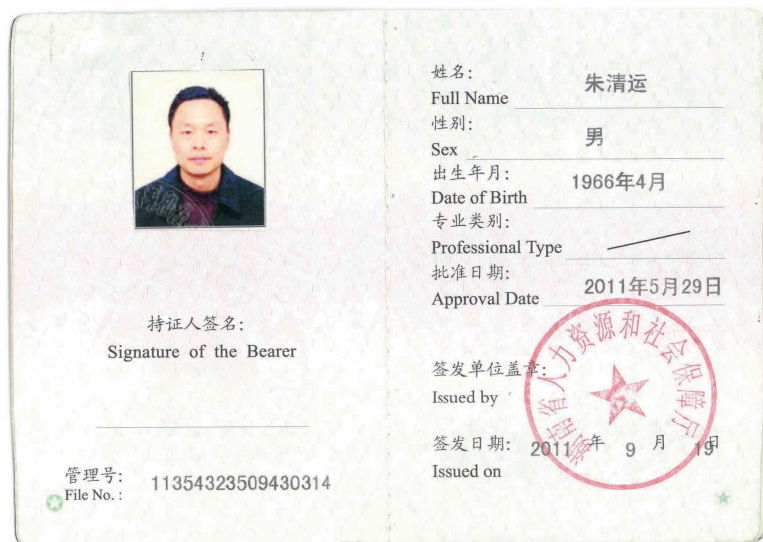 持证人签名:
Signature of the Bearer
管理号:
File No. :
11354323509430314
姓名:
Full Name
朱清运
性别:
Sex
男
出生年月:
Date of Birth
1966年4月
专业类别:
Professional Type
批准日期:
Approval Date
2011年5月29日
签发单位盖章:
Issued by
省人力资源和社会保障厅
签发日期: 2011 年 9 月 19日
Issued on